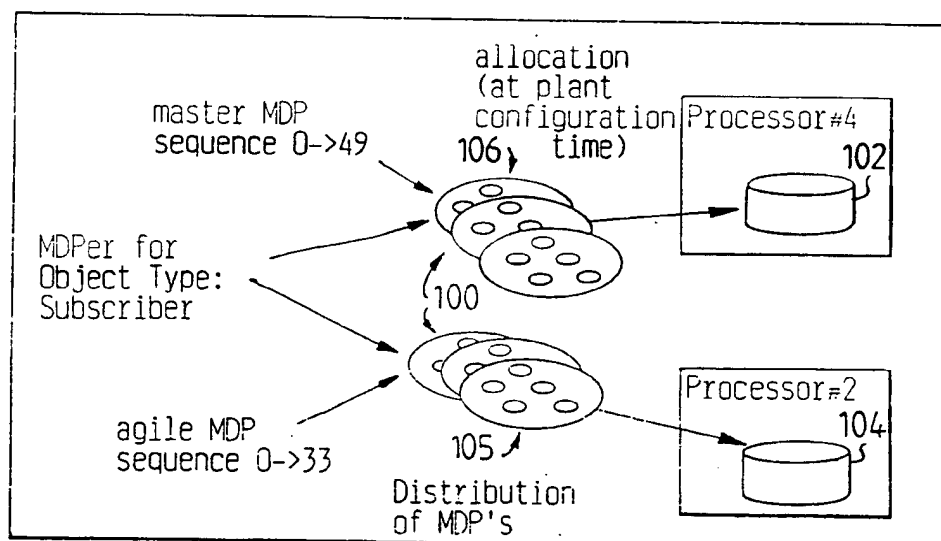 allocation
(at plant
configuration
time)
master MDP
sequence 0->49
106
Processor#4
102
MDPer for
Object Type:
Subscriber
100
agile MDP
sequence 0->33
105
Distribution
of MDP's
Processor#2
104